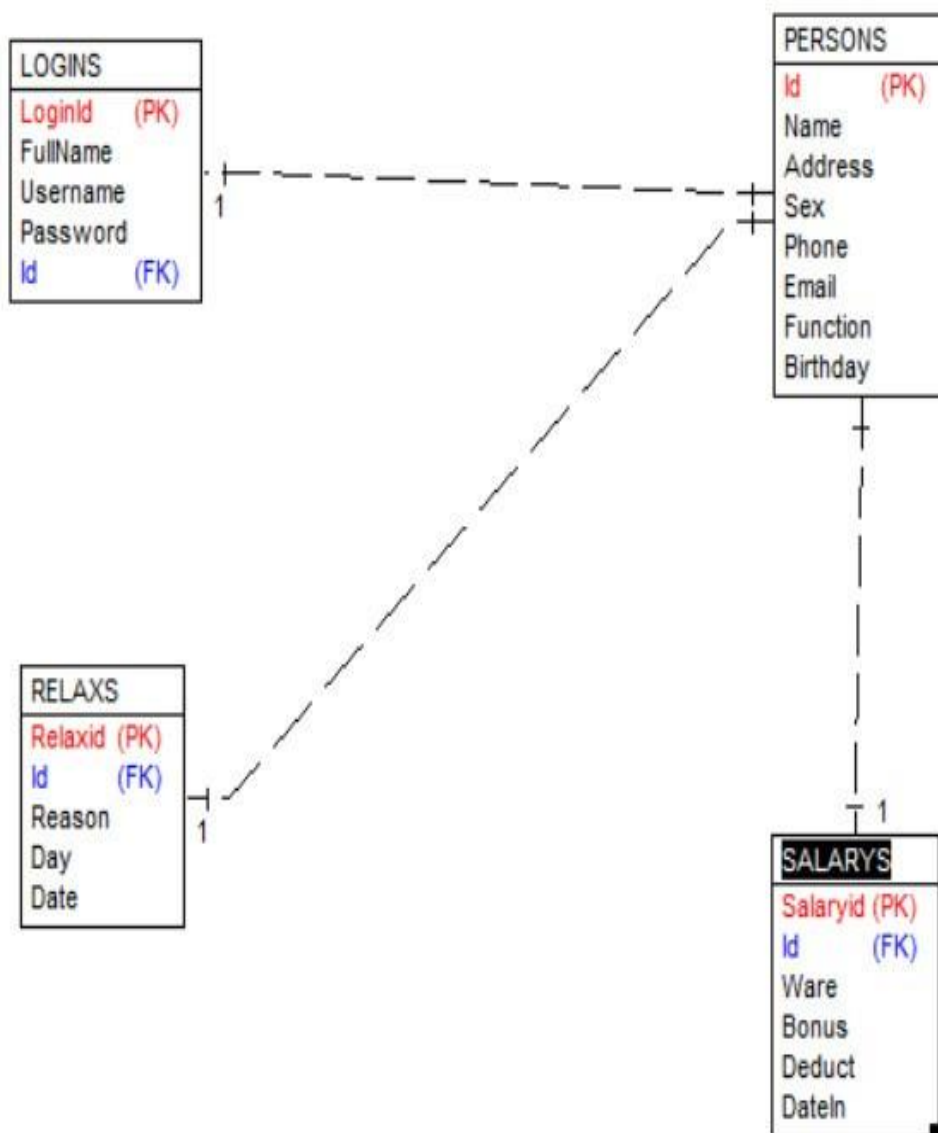 LOGINS
LoginId (PK)
FullName
Username
Password
Id (FK)
1
PERSONS
Id (PK)
Name
Address
Sex
Phone
Email
Function
Birthday
RELAXS
Relaxid (PK)
Id (FK)
Reason
Day
Date
1
1
SALARYS
Salaryid (PK)
Id (FK)
Ware
Bonus
Deduct
DateIn